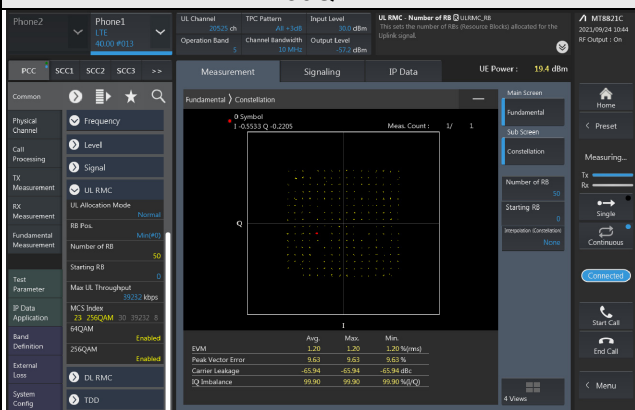 Phone2
Phone1
LTE
40.00 #013
UL Channel
20525 ch
TPC Pattern
All +3dB
Input Level
30.0 dBm
Operation Band
5
Channel Bandwidth
10 MHz
Output Level
-57.2 dBm
UL RMC - Number of RB ULRMC_RB
This sets the number of RBs (Resource Blocks) allocated for the
Uplink signal.
MT8821C
2021/09/24 10:44
RF Output : On
PCC
SCC1
SCC2
SCC3
>>
Measurement
Signaling
IP Data
UE Power : 19.4 dBm
Common
Physical
Channel
Call
Processing
TX
Measurement
RX
Measurement
Fundamental
Measurement
Test
Parameter
IP Data
Application
Band
Definition
External
Loss
System
Config
Frequency
Level
Signal
UL RMC
UL Allocation Mode
Normal
RB Pos.
Min(#0)
Number of RB
50
Starting RB
0
Max UL Throughput
39232 kbps
MCS Index
23 256QAM 30 39232 8
64QAM
Enabled
256QAM
Enabled
DL RMC
TDD
Fundamental ⟩ Constellation
0 Symbol
I -0.5533 Q -0.2205
Meas. Count : 1/ 1
Q
I
Avg. Max. Min.
EVM 1.20 1.20 1.20 %(rms)
Peak Vector Error 9.63 9.63 9.63 %
Carrier Leakage -65.94 -65.94 -65.94 dBc
IQ Imbalance 99.90 99.90 99.90 %(I/Q)
Main Screen
Fundamental
Sub Screen
Constellation
Number of RB
50
Starting RB
0
Interpolation (Constellation)
None
4 Views
Home
< Preset
Measuring...
Tx
Rx
Single
Continuous
Connected
Start Call
End Call
< Menu